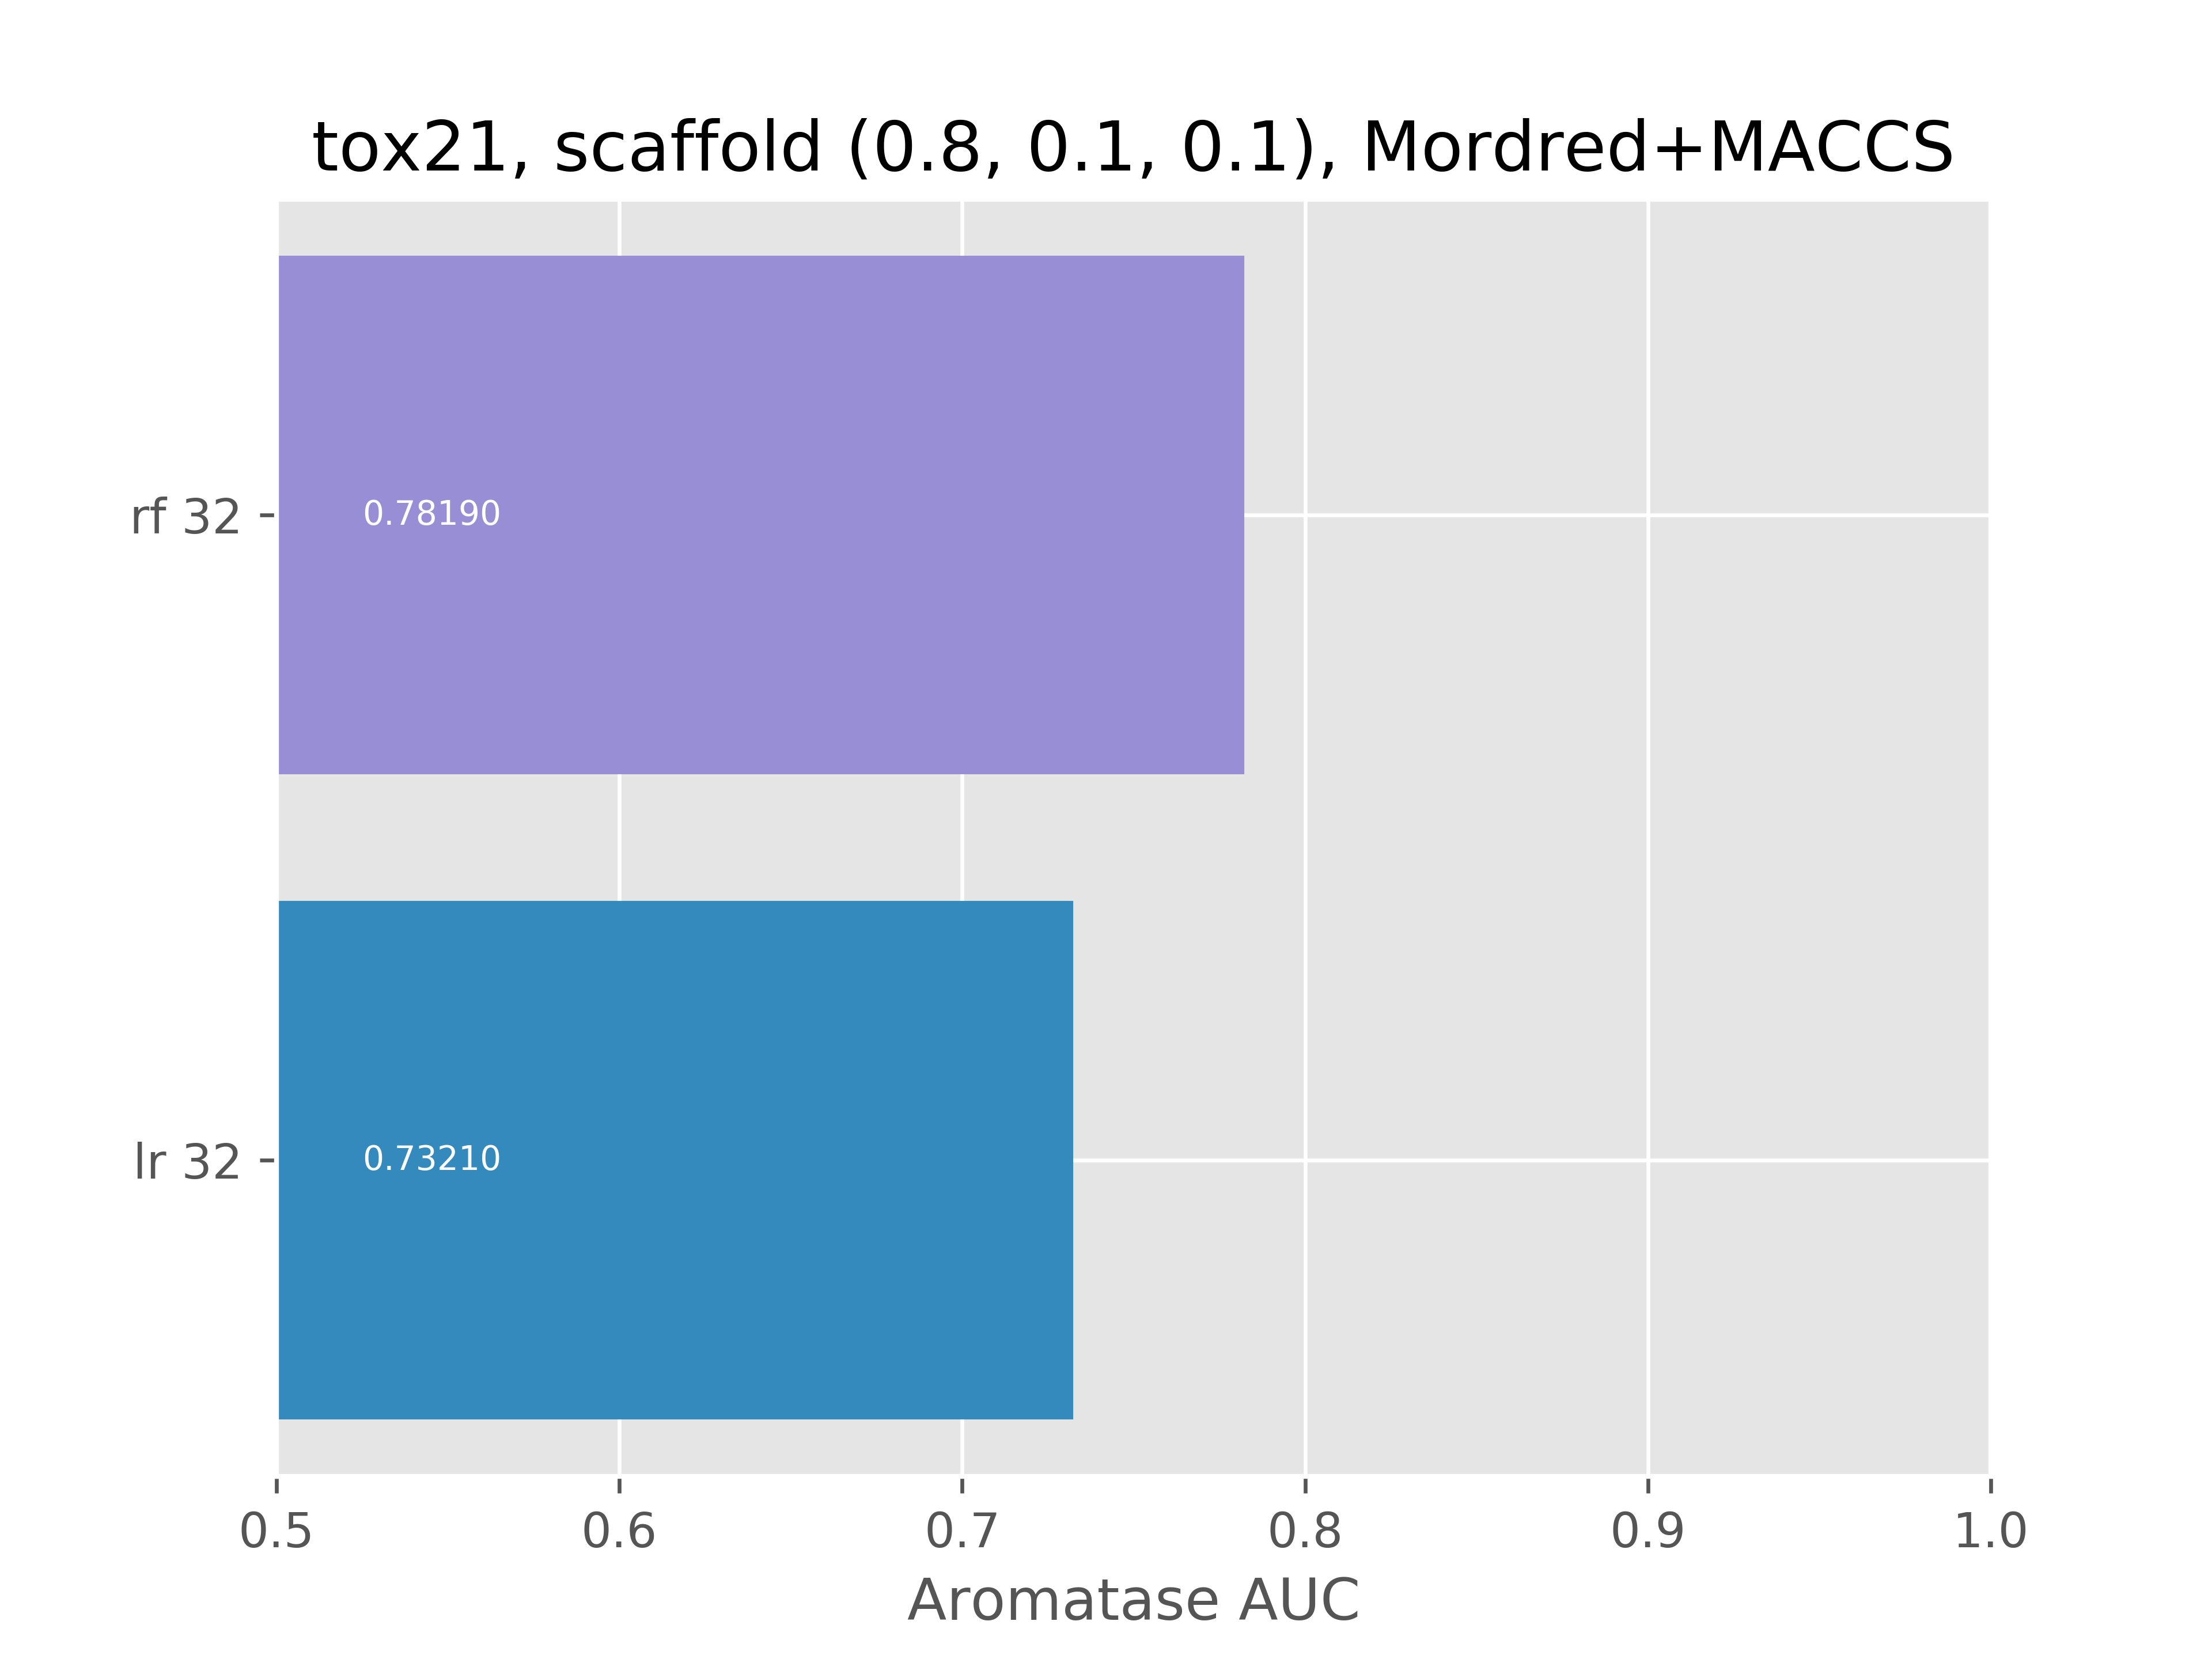 tox21, scaffold (0.8, 0.1, 0.1), Mordred+MACCS
rf 32
0.78190
lr 32
0.73210
0.5 0.6 0.7 0.8 0.9 1.0
Aromatase AUC